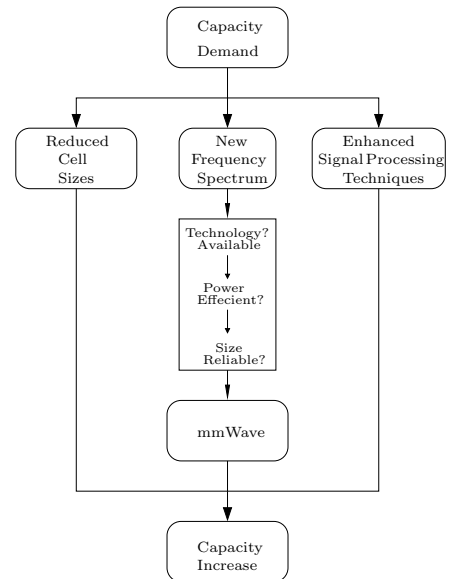 Capacity
Demand
Reduced
Cell
Sizes
New
Frequency
Spectrum
Enhanced
Signal Processing
Techniques
Technology?
Available
Power
Effecient?
Size
Reliable?
mmWave
Capacity
Increase